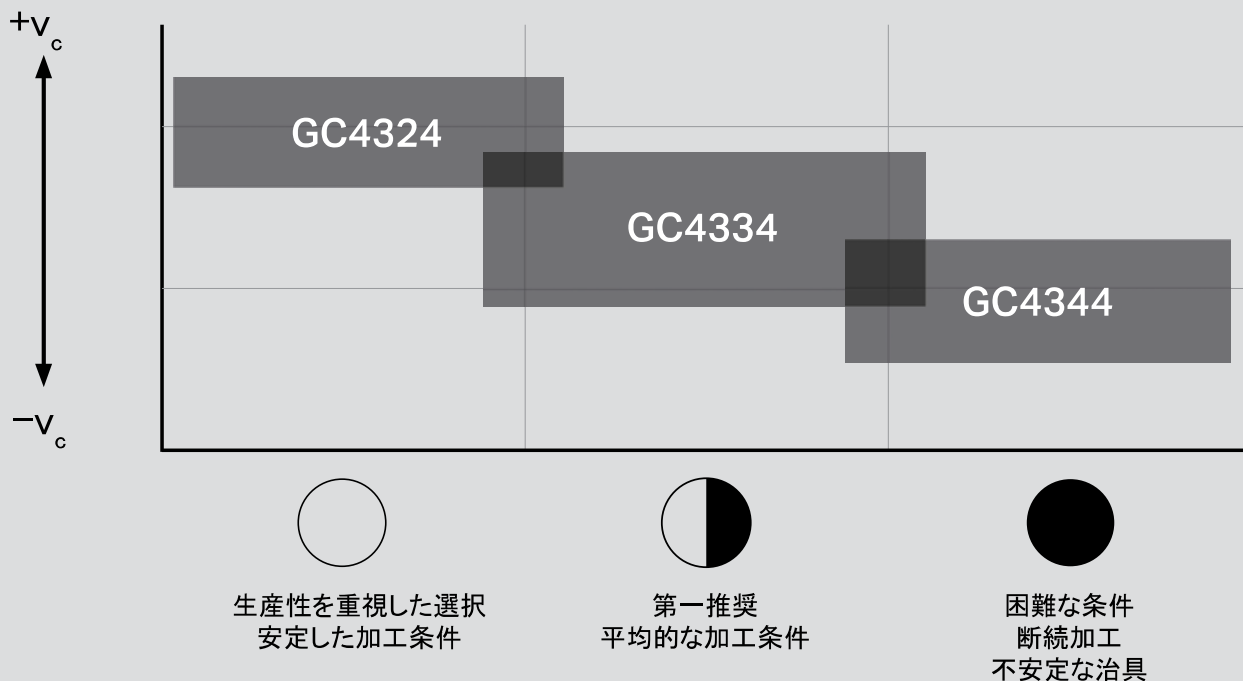 +vc
GC4324
GC4334
GC4344
−vc
生産性を重視した選択
安定した加工条件
第一推奨
平均的な加工条件
困難な条件
断続加工
不安定な治具